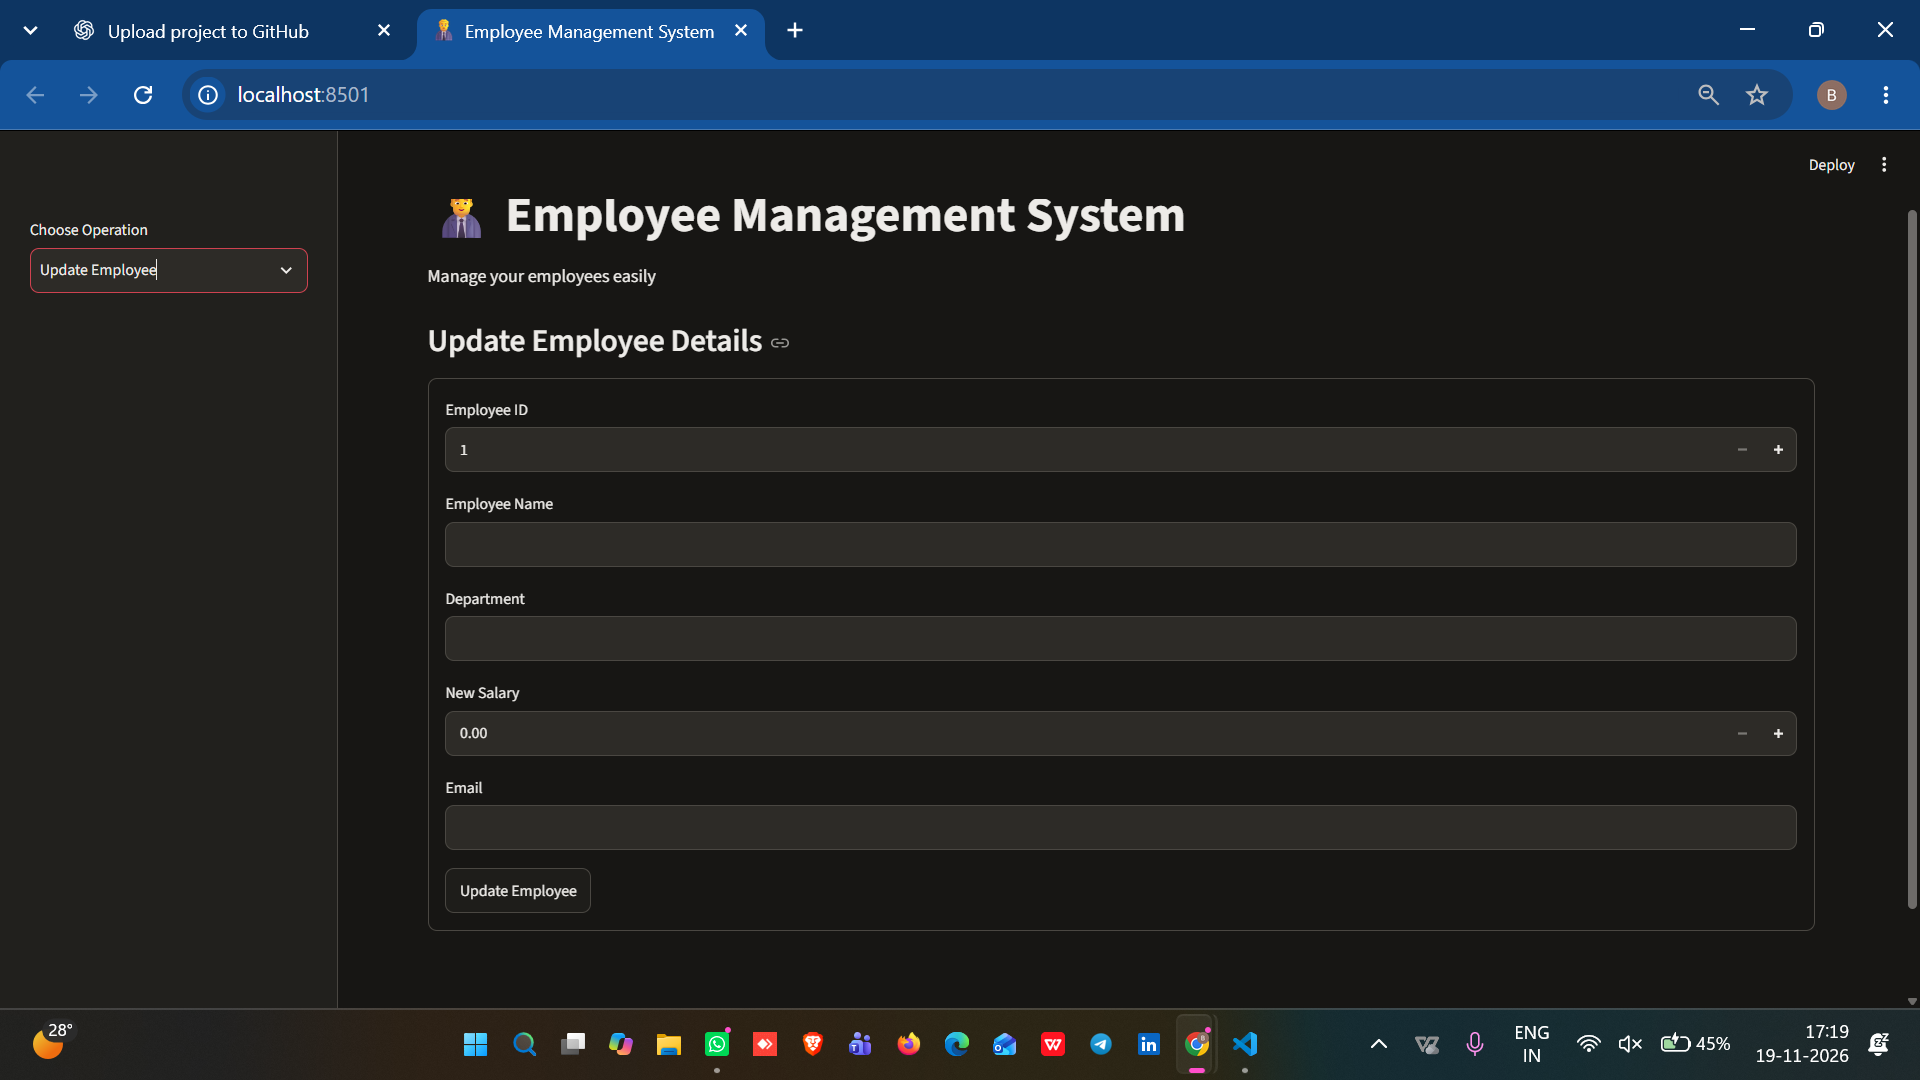 Upload project to GitHub
Employee Management System
localhost:8501
B
Deploy
Choose Operation
Update Employee
Employee Management System
Manage your employees easily
Update Employee Details
Employee ID
1
Employee Name
Department
New Salary
0.00
Email
Update Employee
28°
ENG
IN
45%
17:19
19-11-2026